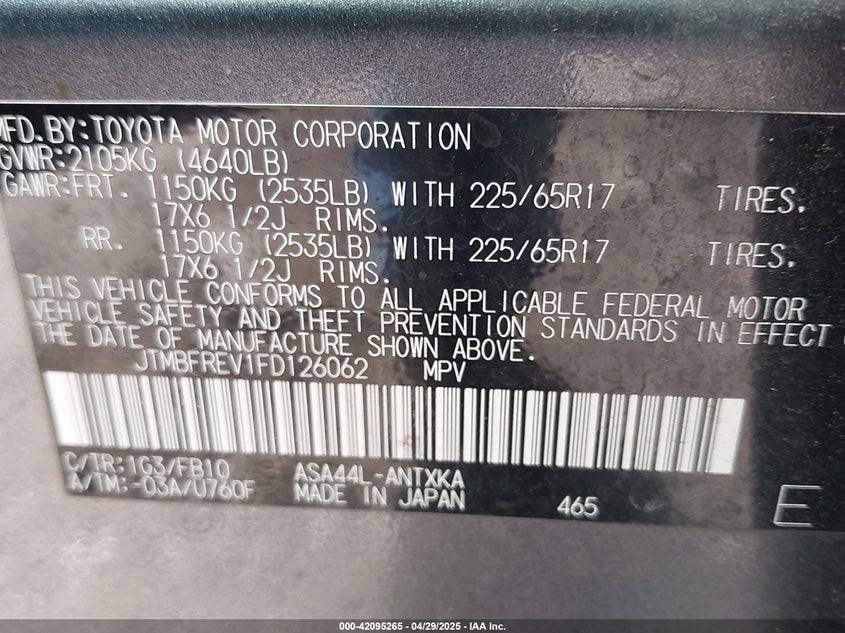 MFD. BY: TOYOTA MOTOR CORPORATION
GVWR: 2105KG (4640LB)
GAWR: FRT. 1150KG (2535LB) WITH 225/65R17 TIRES.
17X6 1/2J RIMS.
RR. 1150KG (2535LB) WITH 225/65R17 TIRES.
17X6 1/2J RIMS.
THIS VEHICLE CONFORMS TO ALL APPLICABLE FEDERAL MOTOR
VEHICLE SAFETY AND THEFT PREVENTION STANDARDS IN EFFECT
THE DATE OF MANUFACTURE SHOWN ABOVE.
JTMBFREV1FD126062 MPV
C/TR: 1G3/FB10 ASA44L-ANTXKA
A/TM: -03A/U760F MADE IN JAPAN 465 E
000-42095265 | 04/29/2025 - IAA Inc.